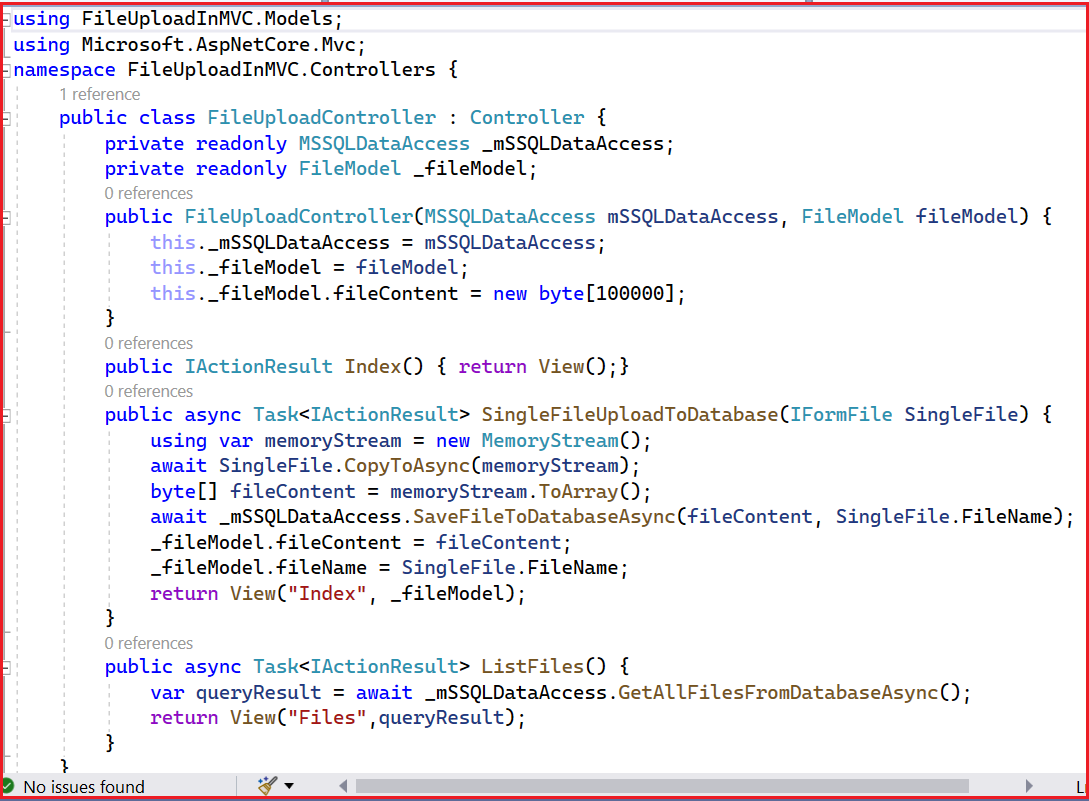 using FileUploadInMVC.Models;
using Microsoft.AspNetCore.Mvc;
namespace FileUploadInMVC.Controllers {
1 reference
public class FileUploadController : Controller {
private readonly MSSQLDataAccess _mSSQLDataAccess;
private readonly FileModel _fileModel;
0 references
public FileUploadController(MSSQLDataAccess mSSQLDataAccess, FileModel fileModel) {
this._mSSQLDataAccess = mSSQLDataAccess;
this._fileModel = fileModel;
this._fileModel.fileContent = new byte[100000];
}
0 references
public IActionResult Index() { return View();}
0 references
public async Task<IActionResult> SingleFileUploadToDatabase(IFormFile SingleFile) {
using var memoryStream = new MemoryStream();
await SingleFile.CopyToAsync(memoryStream);
byte[] fileContent = memoryStream.ToArray();
await _mSSQLDataAccess.SaveFileToDatabaseAsync(fileContent, SingleFile.FileName);
_fileModel.fileContent = fileContent;
_fileModel.fileName = SingleFile.FileName;
return View("Index", _fileModel);
}
0 references
public async Task<IActionResult> ListFiles() {
var queryResult = await _mSSQLDataAccess.GetAllFilesFromDatabaseAsync();
return View("Files",queryResult);
}
}
No issues found